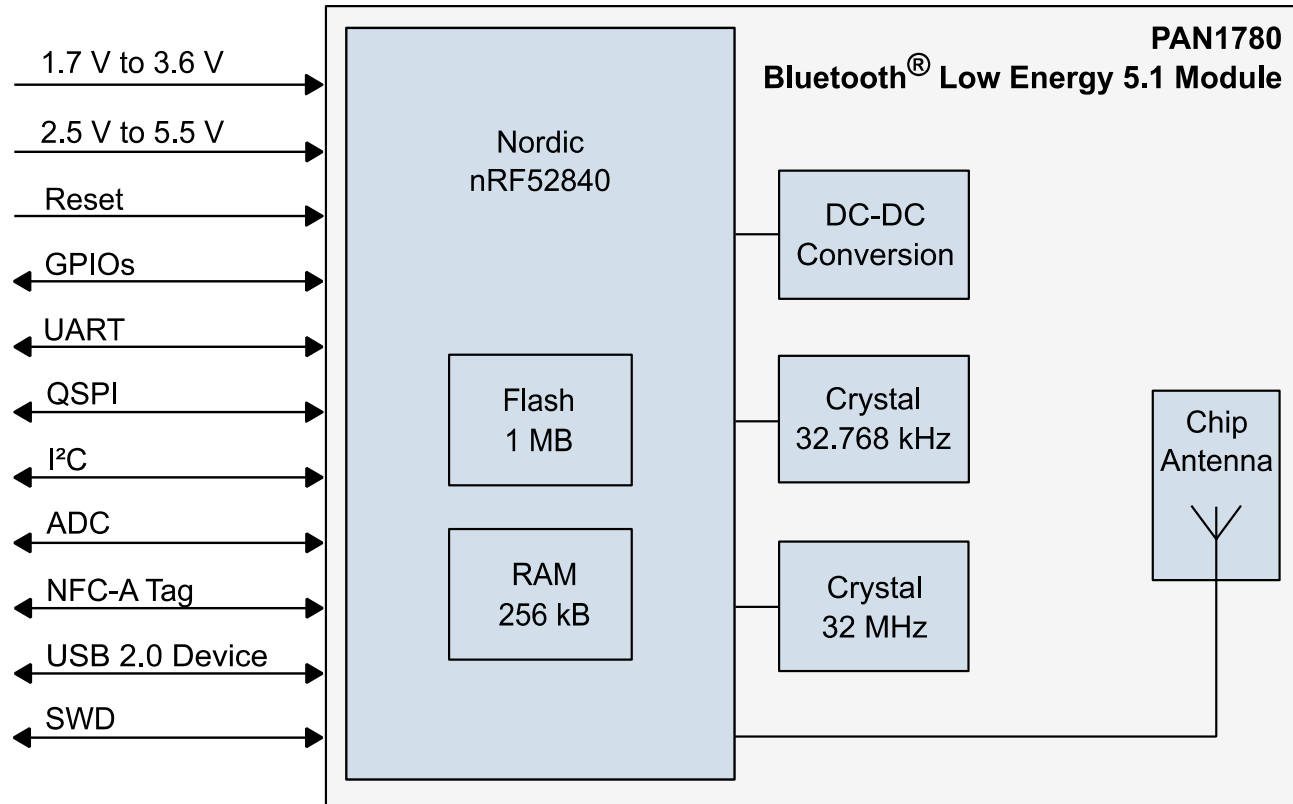 PAN1780
Bluetooth® Low Energy 5.1 Module
1.7 V to 3.6 V
2.5 V to 5.5 V
Reset
GPIOs
UART
QSPI
I²C
ADC
NFC-A Tag
USB 2.0 Device
SWD
Nordic
nRF52840
Flash
1 MB
RAM
256 kB
DC-DC
Conversion
Crystal
32.768 kHz
Crystal
32 MHz
Chip
Antenna